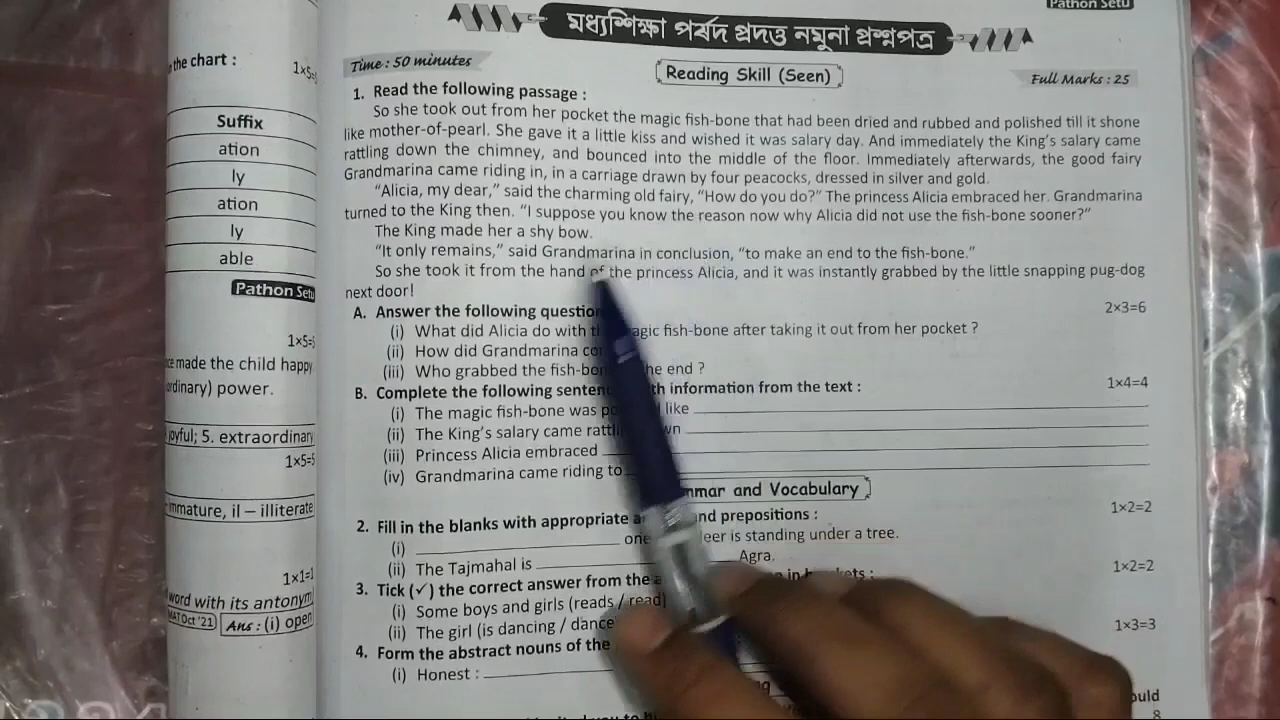 Pathon Setu
মধ্যশিক্ষা পর্ষদ প্রদত্ত নমুনা প্রশ্নপত্র
Time : 50 minutes
Reading Skill (Seen)
Full Marks : 25
1. Read the following passage :
So she took out from her pocket the magic fish-bone that had been dried and rubbed and polished till it shone
like mother-of-pearl. She gave it a little kiss and wished it was salary day. And immediately the King's salary came
rattling down the chimney, and bounced into the middle of the floor. Immediately afterwards, the good fairy
Grandmarina came riding in, in a carriage drawn by four peacocks, dressed in silver and gold.
"Alicia, my dear," said the charming old fairy, "How do you do?" The princess Alicia embraced her. Grandmarina
turned to the King then. "I suppose you know the reason now why Alicia did not use the fish-bone sooner?"
The King made her a shy bow.
"It only remains," said Grandmarina in conclusion, "to make an end to the fish-bone."
So she took it from the hand of the princess Alicia, and it was instantly grabbed by the little snapping pug-dog
next door!
A. Answer the following 2×3=6
(i) What did Alicia do with fish-bone after taking it out from her pocket ?
(ii) How did Grandmarina
(iii) Who grabbed the end ?
B. Complete the following information from the text : 1×4=4
(i) The magic fish-bone was like
(ii) The King's salary came
(iii) Princess Alicia embraced
(iv) Grandmarina came riding to
and Vocabulary
2. Fill in the blanks with appropriate and prepositions : 1×2=2
(i) is standing under a tree.
(ii) The Tajmahal is Agra.
3. Tick (✓) the correct answer from the in 1×2=2
(i) Some boys and girls (reads / read)
(ii) The girl (is dancing /
4. Form the abstract nouns of the 1×3=3
(i) Honest :
the chart :
Suffix
ation
ly
ation
ly
able
Pathon Setu
made the child happy
power.
5. extraordinary
1×5=5
immature, il – illiterate
1×1=1
word with its antonym
Oct '21 Ans : (i) open